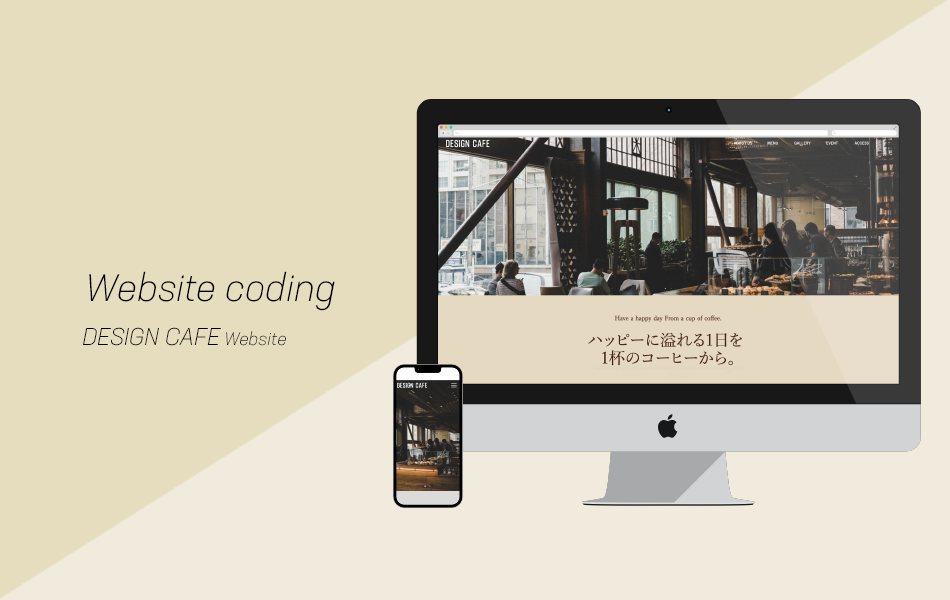 Website coding
DESIGN CAFE Website
DESIGN CAFE
ABOUT US MENU GALLERY EVENT ACCESS
Have a happy day From a cup of coffee.
ハッピーに溢れる1日を
1杯のコーヒーから。
DESIGN CAFE